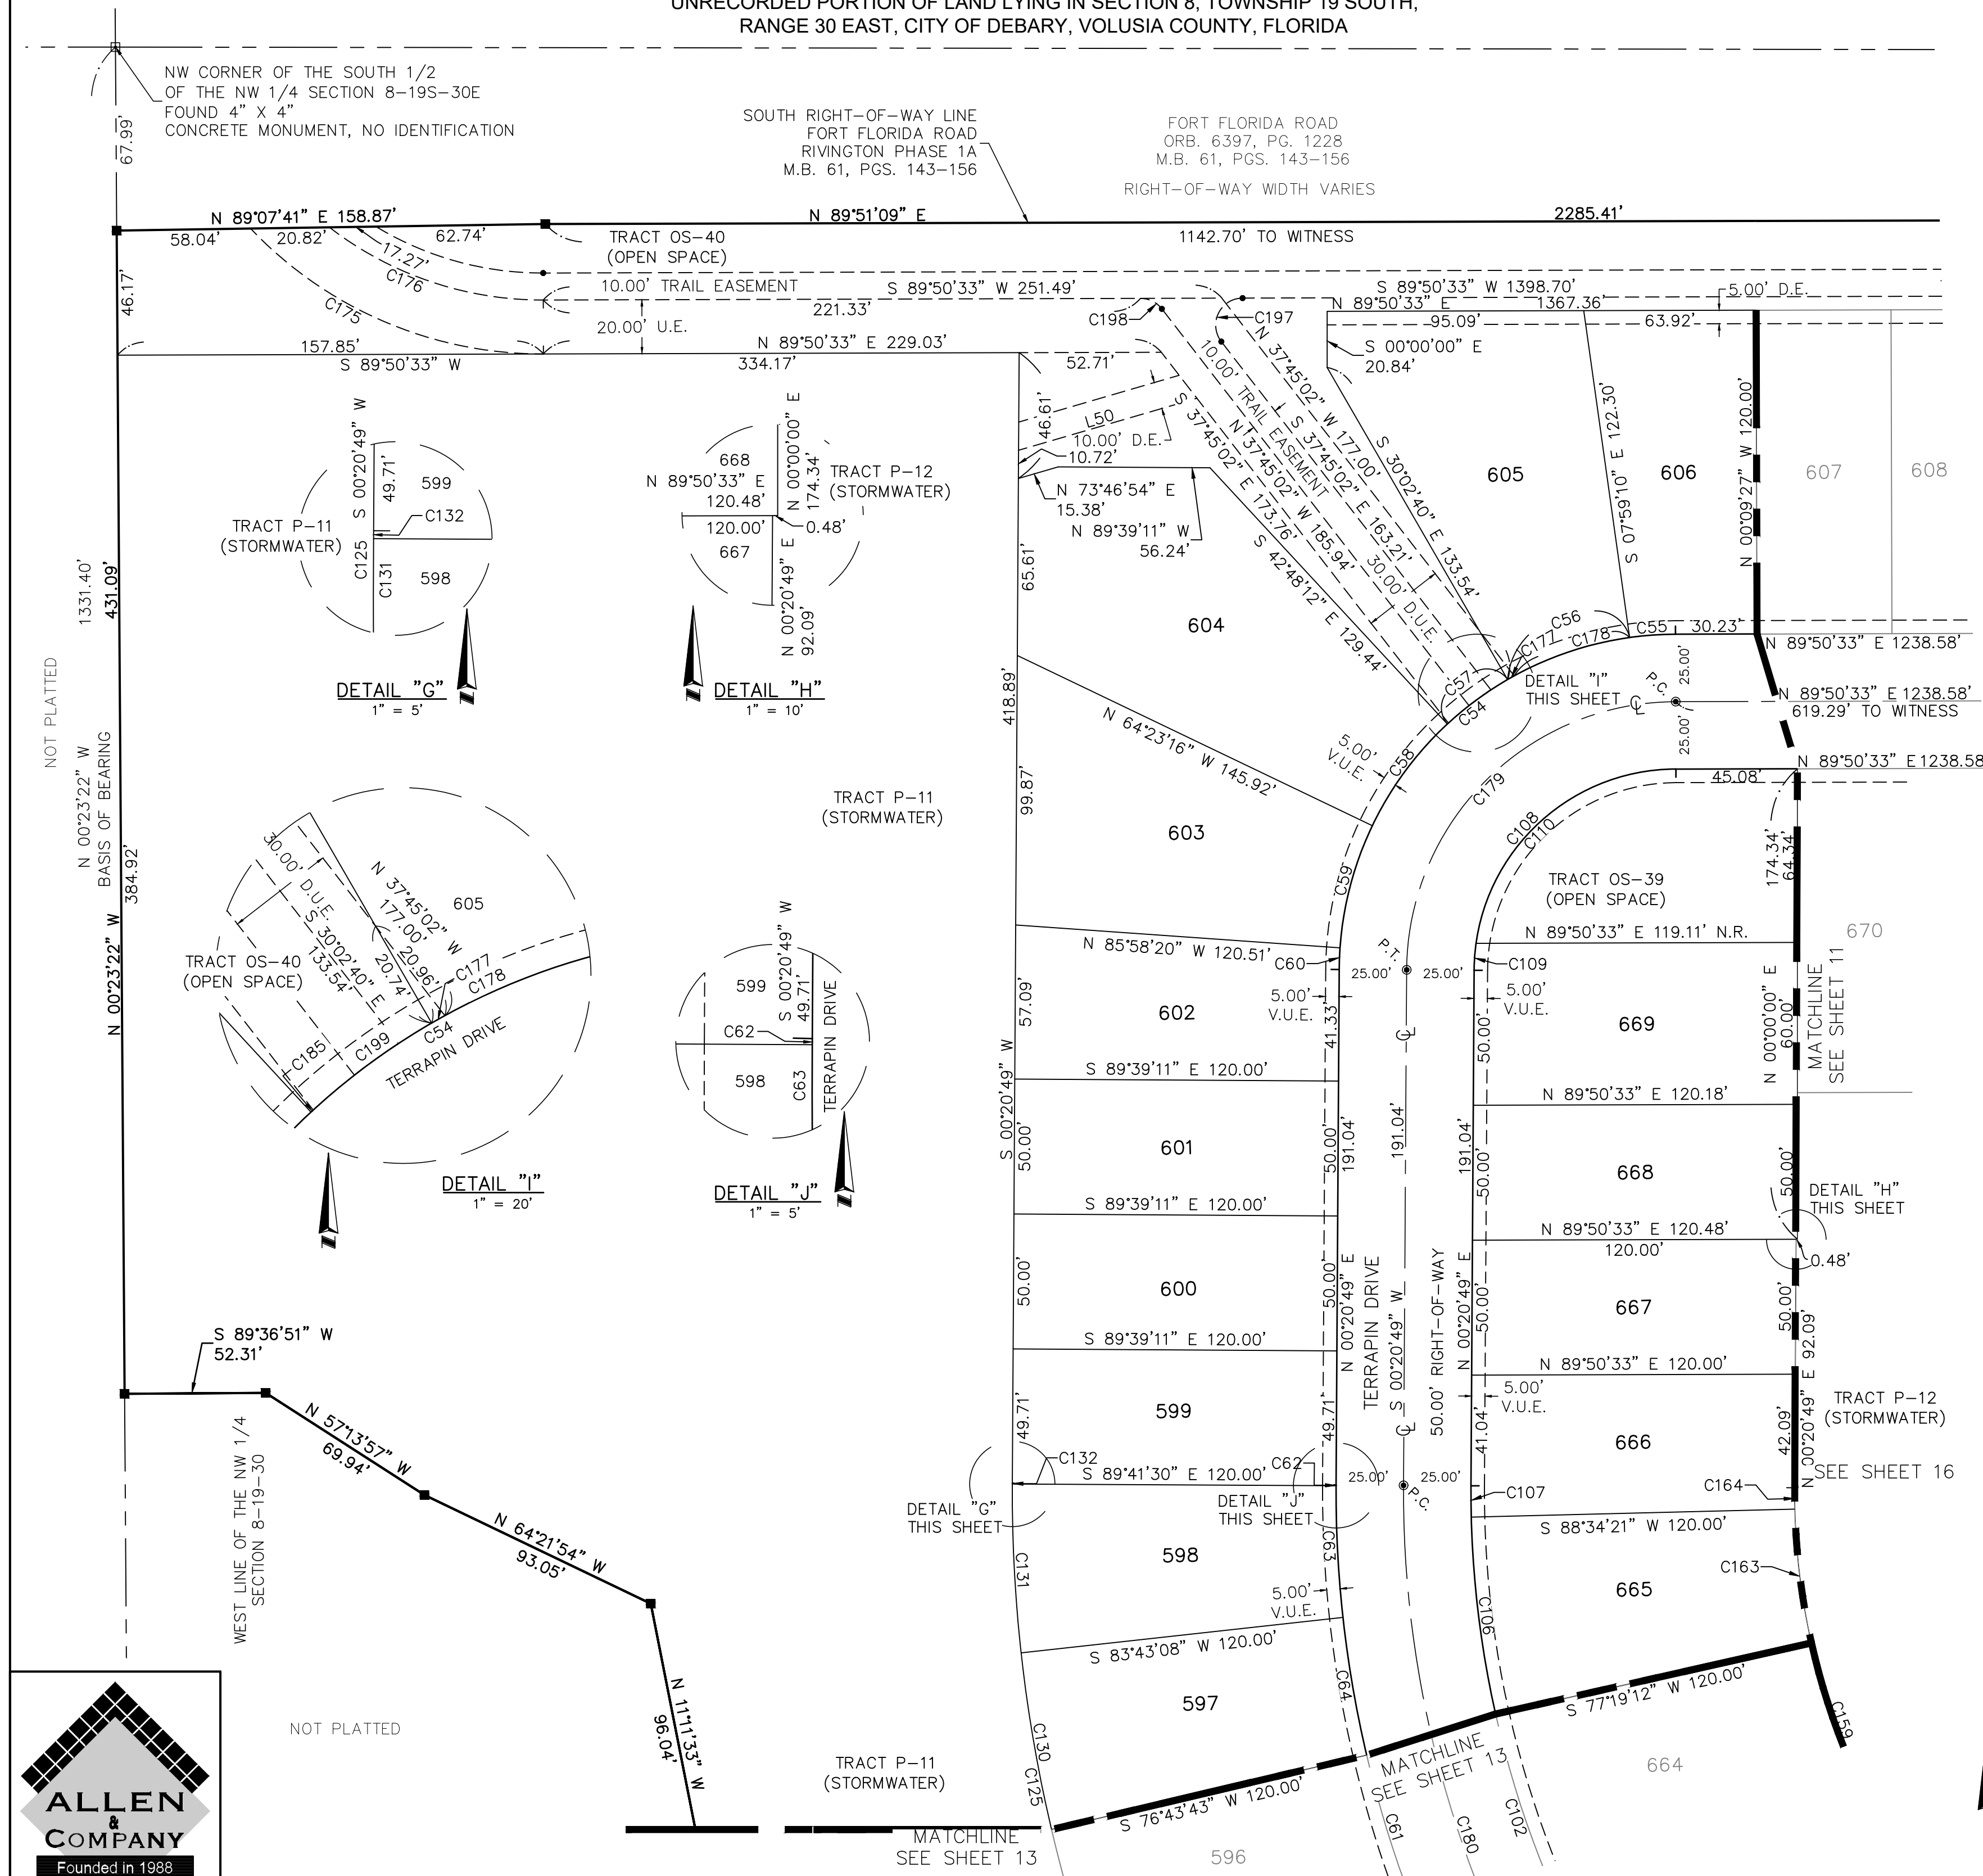 UNRECORDED PORTION OF LAND LYING IN SECTION 8, TOWNSHIP 19 SOUTH,
RANGE 30 EAST, CITY OF DEBARY, VOLUSIA COUNTY, FLORIDA
NW CORNER OF THE SOUTH 1/2
OF THE NW 1/4 SECTION 8-19S-30E
FOUND 4" X 4"
CONCRETE MONUMENT, NO IDENTIFICATION
67.99'
SOUTH RIGHT-OF-WAY LINE
FORT FLORIDA ROAD
RIVINGTON PHASE 1A
M.B. 61, PGS. 143-156
FORT FLORIDA ROAD
ORB. 6397, PG. 1228
M.B. 61, PGS. 143-156
RIGHT-OF-WAY WIDTH VARIES
N 89°07'41" E 158.87'
N 89°51'09" E
2285.41'
58.04'
20.82'
62.74'
17.27'
C176
C175
TRACT OS-40
(OPEN SPACE)
1142.70' TO WITNESS
46.17'
10.00' TRAIL EASEMENT
S 89°50'33" W 251.49'
221.33'
20.00' U.E.
S 89°50'33" W 1398.70'
N 89°50'33" E
1367.36'
5.00' D.E.
C198
C197
95.09'
63.92'
S 00°00'00" E
20.84'
157.85'
S 89°50'33" W
N 89°50'33" E 229.03'
334.17'
52.71'
46.61'
L50
10.00' D.E.
10.72'
N 73°46'54" E
15.38'
N 89°39'11" W
56.24'
N 37°45'02" W 177.00'
10.00' TRAIL EASEMENT
S 37°45'02" E 163.21'
N 37°45'02" W 185.94'
30.00' D.U.E.
S 37°45'02" E 173.76'
S 42°48'12" E 129.44'
S 30°02'40" E 133.54'
605
S 07°59'10" E 122.30'
606
N 00°09'27" W 120.00'
607
608
S 00°20'49" W
49.71'
599
C132
TRACT P-11
(STORMWATER)
C125
C131
598
DETAIL "G"
1" = 5'
668
N 89°50'33" E
120.48'
120.00'
667
N 00°00'00" E
174.34'
TRACT P-12
(STORMWATER)
0.48'
N 00°20'49" E
92.09'
DETAIL "H"
1" = 10'
1331.40'
431.09'
NOT PLATTED
N 00°23'22" W
BASIS OF BEARING
384.92'
N 00°23'22" W
65.61'
604
C57
C54
C177
C56
C178
C55
30.23'
N 89°50'33" E 1238.58'
DETAIL "I"
THIS SHEET
P.C.
25.00'
25.00'
N 89°50'33" E 1238.58'
619.29' TO WITNESS
N 89°50'33" E 1238.58
45.08'
418.89'
N 64°23'16" W 145.92'
5.00'
V.U.E.
C58
C179
C108
C110
TRACT P-11
(STORMWATER)
99.87'
603
C59
TRACT OS-39
(OPEN SPACE)
174.34'
64.34'
N 89°50'33" E 119.11' N.R.
670
30.00' D.U.E.
N 37°45'02" W
177.00'
605
S 30°02'40" E
133.54'
20.96'
20.74'
C177
C178
TRACT OS-40
(OPEN SPACE)
C185
C199
C54
TERRAPIN DRIVE
DETAIL "I"
1" = 20'
599
S 00°20'49" W
49.71'
C62
598
C63
TERRAPIN DRIVE
DETAIL "J"
1" = 5'
N 85°58'20" W 120.51'
C60
P.T.
25.00'
25.00'
C109
57.09'
602
5.00'
V.U.E.
41.33'
5.00'
V.U.E.
50.00'
669
N 00°00'00" E
60.00'
MATCHLINE
SEE SHEET 11
S 00°20'49" W
S 89°39'11" E 120.00'
N 89°50'33" E 120.18'
50.00'
601
50.00'
191.04'
191.04'
191.04'
50.00'
668
50.00'
DETAIL "H"
THIS SHEET
S 89°39'11" E 120.00'
N 89°50'33" E 120.48'
120.00'
0.48'
50.00'
600
50.00'
N 00°20'49" E
TERRAPIN DRIVE
S 00°20'49" W
50.00' RIGHT-OF-WAY
N 00°20'49" E
50.00'
667
50.00'
S 89°39'11" E 120.00'
N 89°50'33" E 120.00'
S 89°36'51" W
52.31'
N 57°13'57" W
69.94'
N 64°21'54" W
93.05'
N 11°11'33" W
96.04'
WEST LINE OF THE NW 1/4
SECTION 8-19-30
NOT PLATTED
49.71'
599
49.71'
41.04'
5.00'
V.U.E.
666
42.09'
N 00°20'49" E 92.09'
TRACT P-12
(STORMWATER)
SEE SHEET 16
C132
S 89°41'30" E 120.00'
C62
25.00'
25.00'
P.C.
C107
C164
DETAIL "G"
THIS SHEET
DETAIL "J"
THIS SHEET
S 88°34'21" W 120.00'
C131
598
C63
5.00'
V.U.E.
665
C163
C106
S 83°43'08" W 120.00'
C64
597
S 77°19'12" W 120.00'
C159
TRACT P-11
(STORMWATER)
C130
C125
MATCHLINE
SEE SHEET 13
664
S 76°43'43" W 120.00'
C61
C180
C102
MATCHLINE
SEE SHEET 13
596
ALLEN
&
COMPANY
Founded in 1988